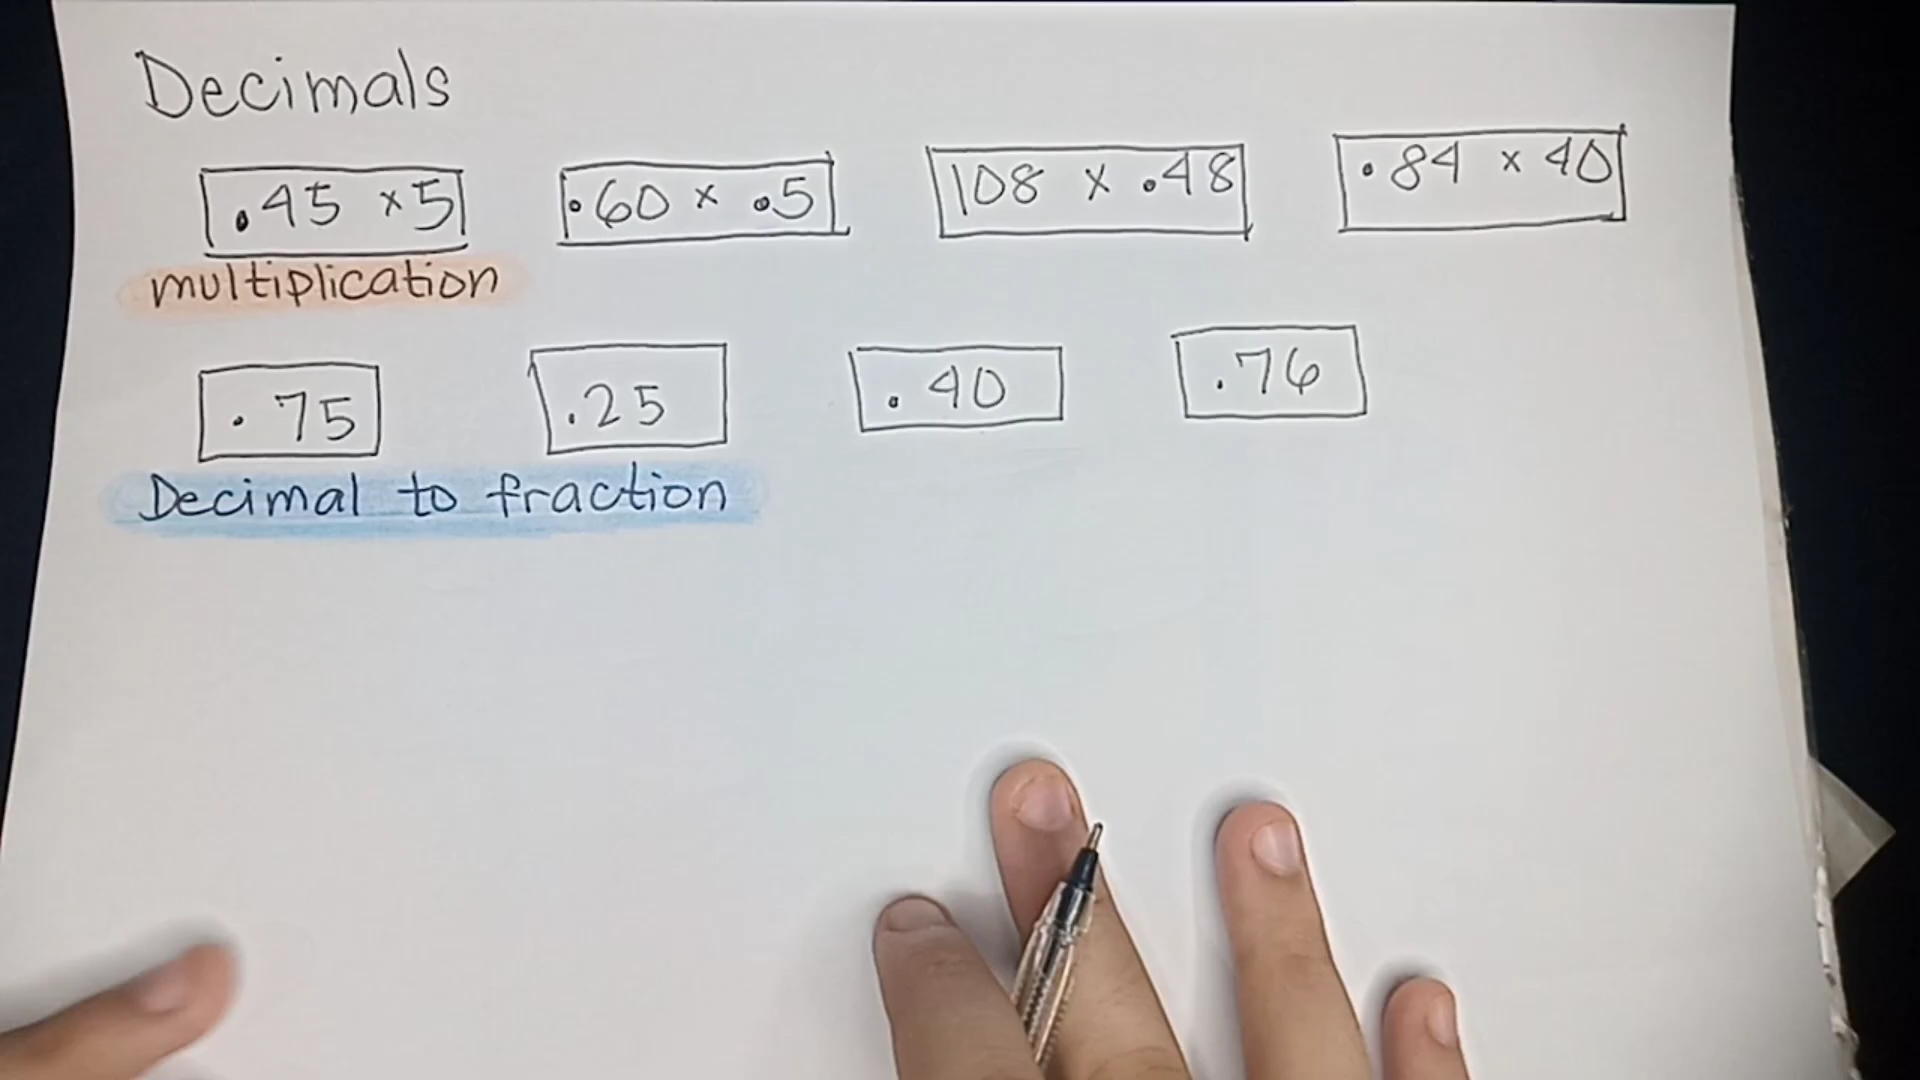 Decimals
.45 x 5 .60 x .5 108 x .48 .84 x 40
multiplication
.75 .25 .40 .76
Decimal to fraction